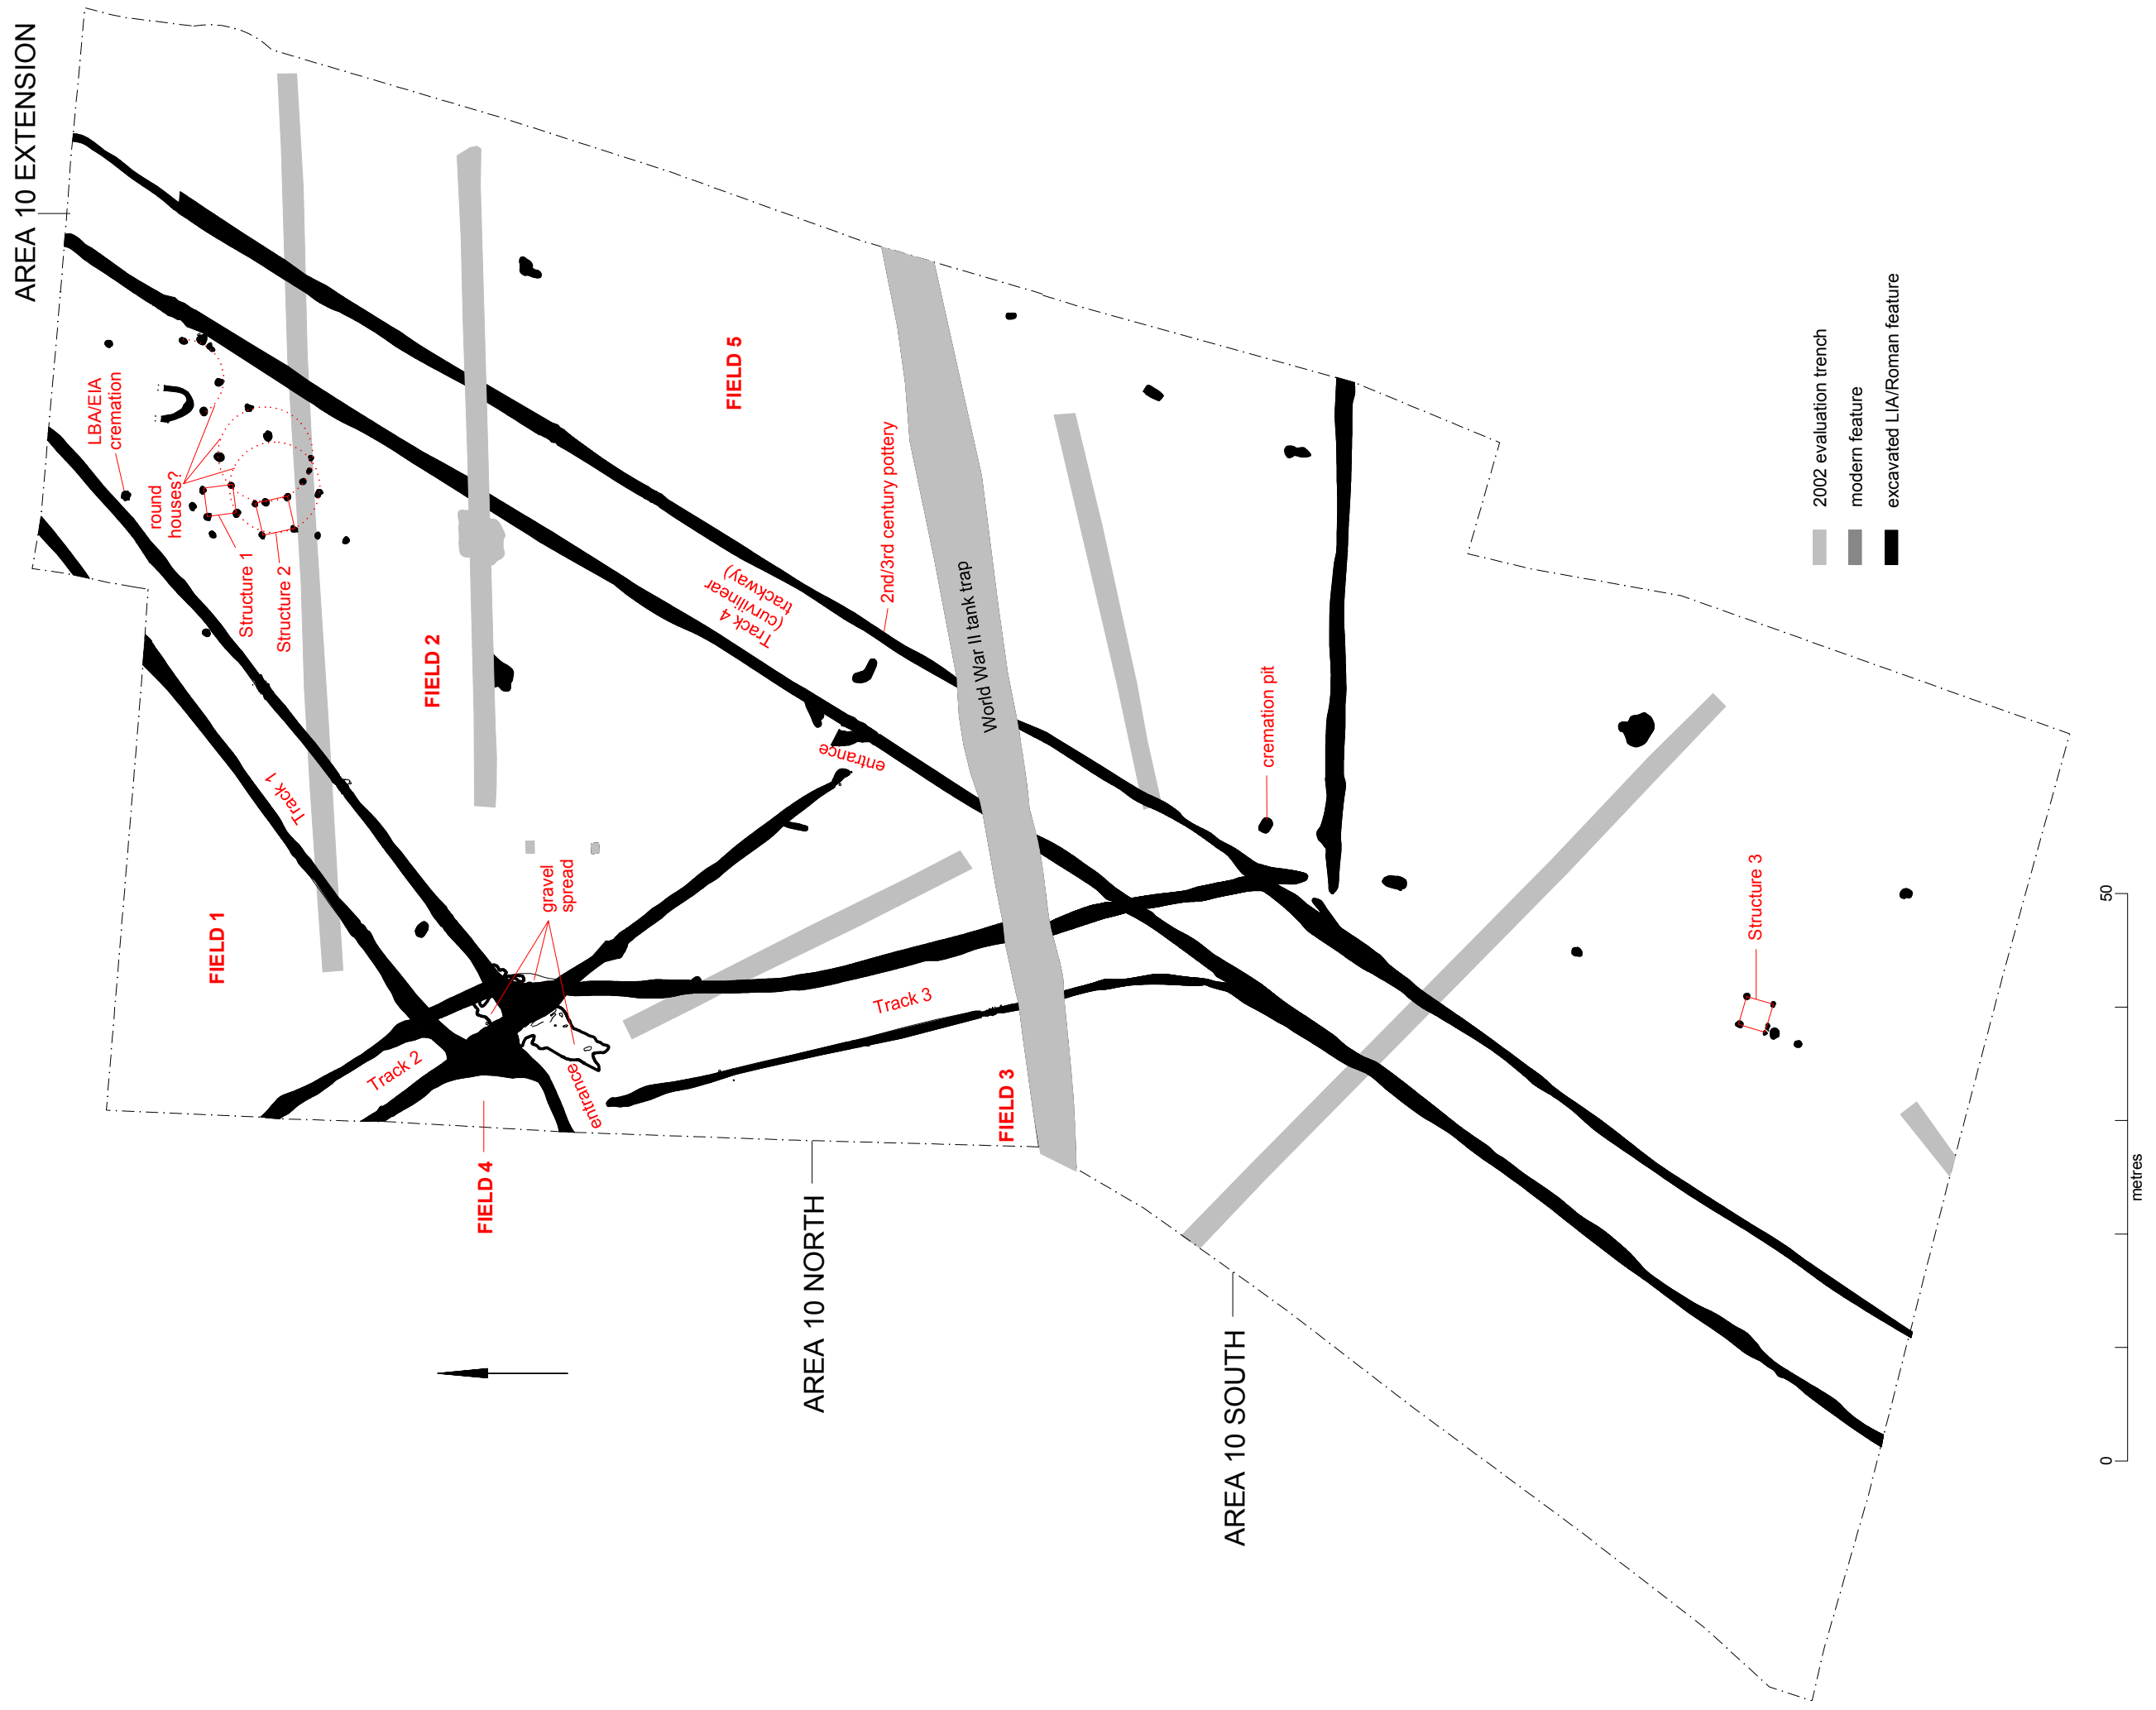 AREA 10 EXTENSION
LBA/EIA
cremation
round
houses?
Structure 1
Structure 2
FIELD 2
FIELD 5
Track 1
FIELD 1
Track 2
gravel
spread
entrance
FIELD 4
Track 4
(curvilinear
trackway)
2nd/3rd century pottery
entrance
World War II tank trap
Track 3
FIELD 3
AREA 10 NORTH
cremation pit
AREA 10 SOUTH
Structure 3
2002 evaluation trench
modern feature
excavated LIA/Roman feature
0
50
metres